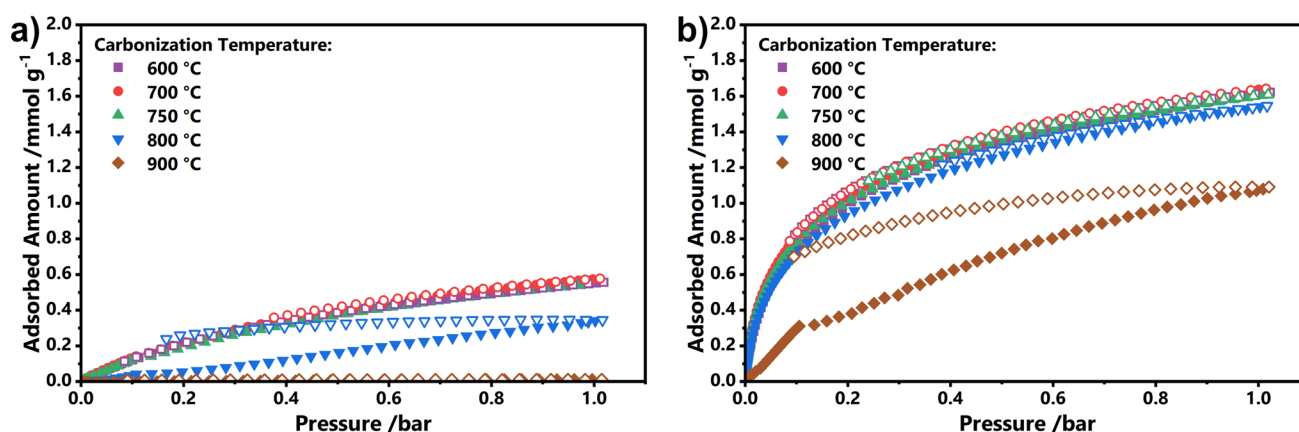 a)
Carbonization Temperature:
600 °C
700 °C
750 °C
800 °C
900 °C
Adsorbed Amount /mmol g⁻¹
2.0
1.8
1.6
1.4
1.2
1.0
0.8
0.6
0.4
0.2
0.0
0.0 0.2 0.4 0.6 0.8 1.0
Pressure /bar
b)
Carbonization Temperature:
600 °C
700 °C
750 °C
800 °C
900 °C
Adsorbed Amount /mmol g⁻¹
2.0
1.8
1.6
1.4
1.2
1.0
0.8
0.6
0.4
0.2
0.0
0.0 0.2 0.4 0.6 0.8 1.0
Pressure /bar